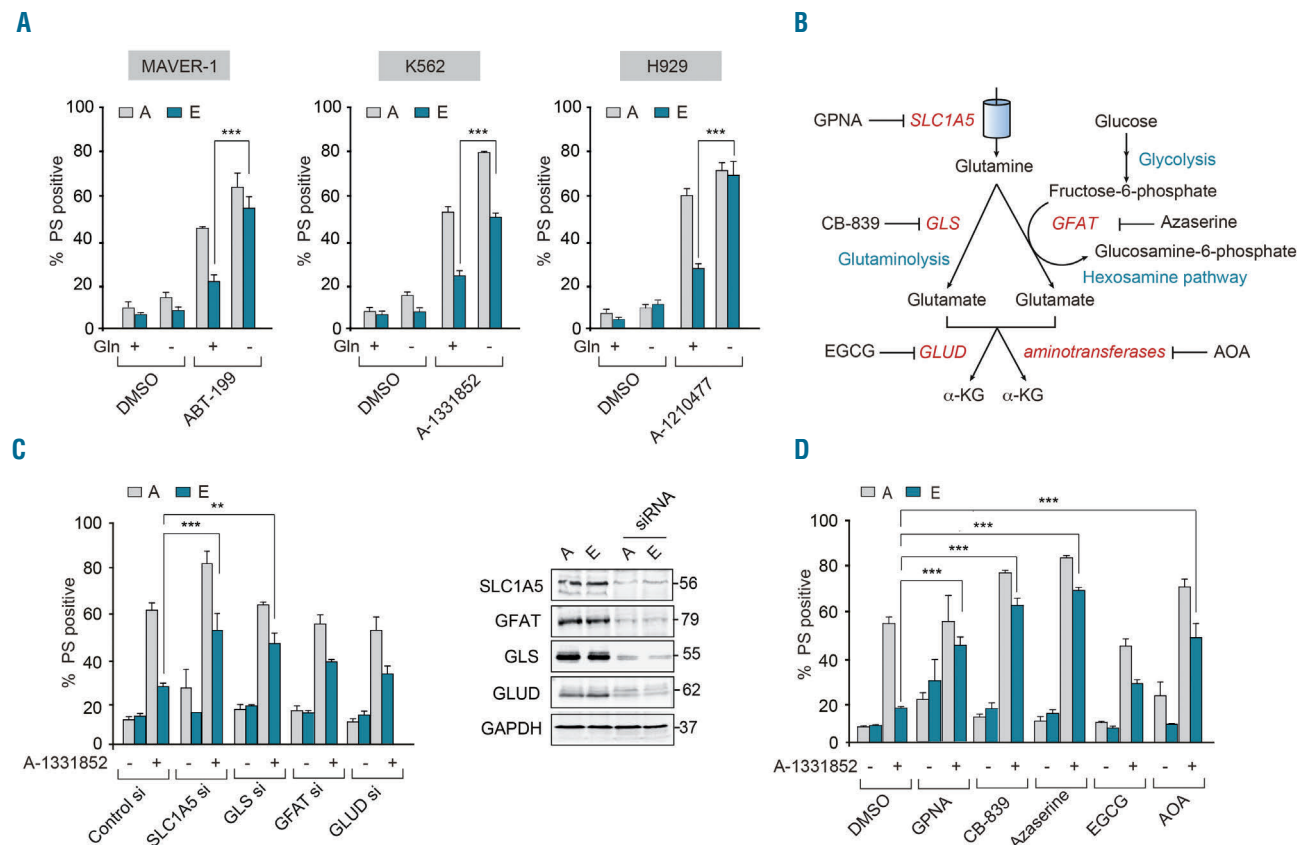 A
MAVER-1
K562
H929
A E
A E
A E
***
***
***
% PS positive
100
80
60
40
20
0
% PS positive
100
80
60
40
20
0
% PS positive
100
80
60
40
20
0
Gln + - + -
+ - + -
Gln + - + -
DMSO
ABT-199
DMSO
A-1331852
DMSO
A-1210477
B
GPNA
SLC1A5
Glucose
Glutamine
Glycolysis
Fructose-6-phosphate
CB-839
GLS
GFAT
Azaserine
Glutaminolysis
Glucosamine-6-phosphate
Hexosamine pathway
Glutamate
Glutamate
EGCG
GLUD
aminotransferases
AOA
α-KG
α-KG
C
A E
**
***
% PS positive
100
80
60
40
20
0
A-1331852 - + - + - + - + - +
Control si
SLC1A5 si
GLS si
GFAT si
GLUD si
siRNA
A E A E
SLC1A5
56
GFAT
79
GLS
55
GLUD
62
GAPDH
37
D
A E
***
***
***
***
% PS positive
100
80
60
40
20
0
A-1331852 - + - + - + - + - + - +
DMSO
GPNA
CB-839
Azaserine
EGCG
AOA